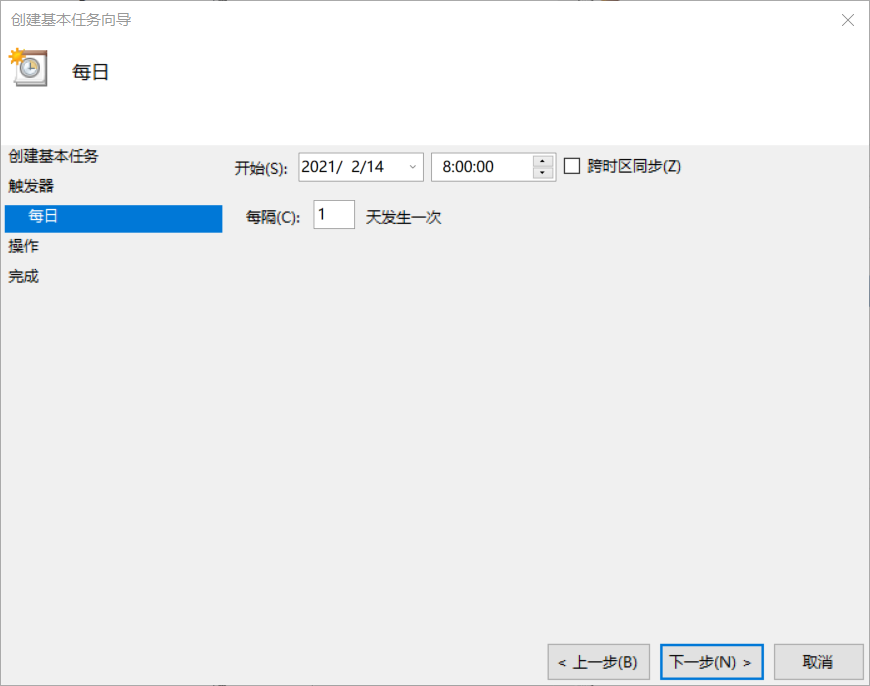 创建基本任务向导
每日
创建基本任务
触发器
每日
操作
完成
开始(S): 2021/ 2/14 8:00:00 跨时区同步(Z)
每隔(C): 1 天发生一次
< 上一步(B) 下一步(N) > 取消